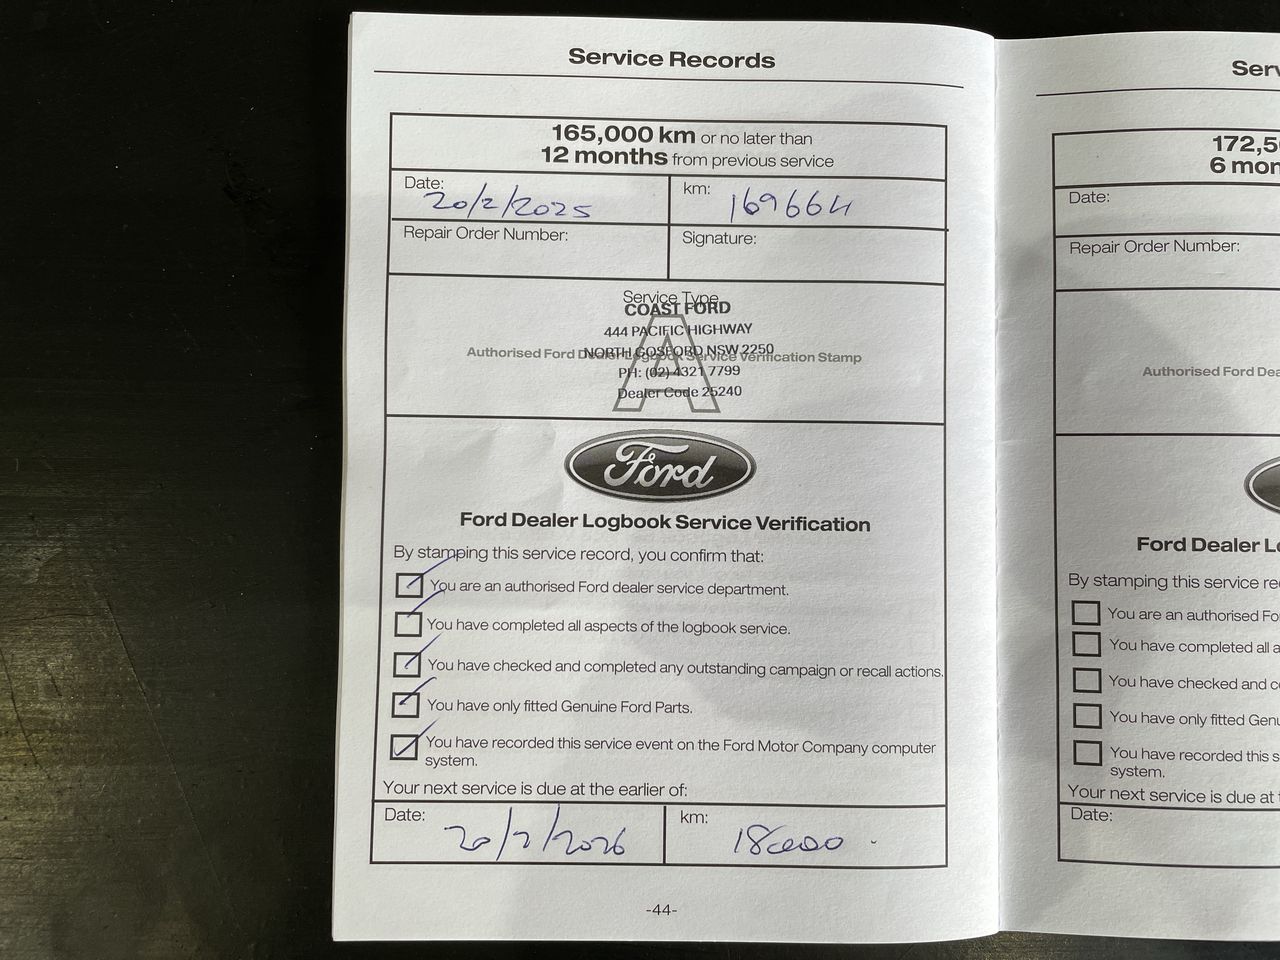 Service Records
165,000 km or no later than
12 months from previous service
Date: 20/2/2025
km: 169664
Repair Order Number:
Signature:
Service Type
A
Authorised Ford Dealer Logbook Service Verification Stamp
COAST FORD
444 PACIFIC HIGHWAY
NORTH GOSFORD NSW 2250
PH: (02) 4321 7799
Dealer Code 25240
Ford
Ford Dealer Logbook Service Verification
By stamping this service record, you confirm that:
You are an authorised Ford dealer service department.
You have completed all aspects of the logbook service.
You have checked and completed any outstanding campaign or recall actions.
You have only fitted Genuine Ford Parts.
You have recorded this service event on the Ford Motor Company computer
system.
Your next service is due at the earlier of:
Date: 20/2/2026
km: 180000
-44-
Serv
172,50
6 mon
Date:
Repair Order Number:
Authorised Ford Dea
Ford Dealer Lo
By stamping this service re
You are an authorised Fo
You have completed all a
You have checked and co
You have only fitted Genu
You have recorded this s
system.
Your next service is due at t
Date: